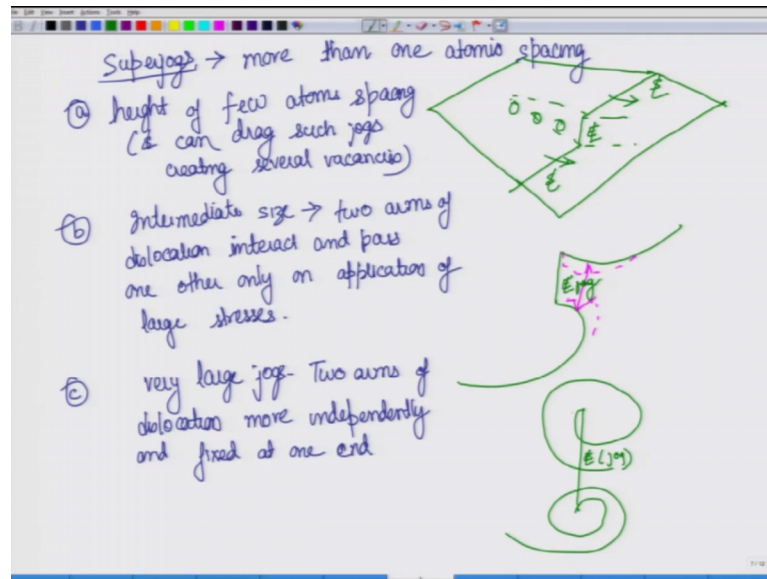 Superjogs → more than one atomic spacing
ⓐ height of few atoms spacing
(⊥ can drag such jogs
creating several vacancies)
ⓑ Intermediate size → two arms of
dislocation interact and pass
one other only on application of
large stresses.
ⓒ very large jogs- Two arms of
dislocation move independently
and fixed at one end
jog
(jog)